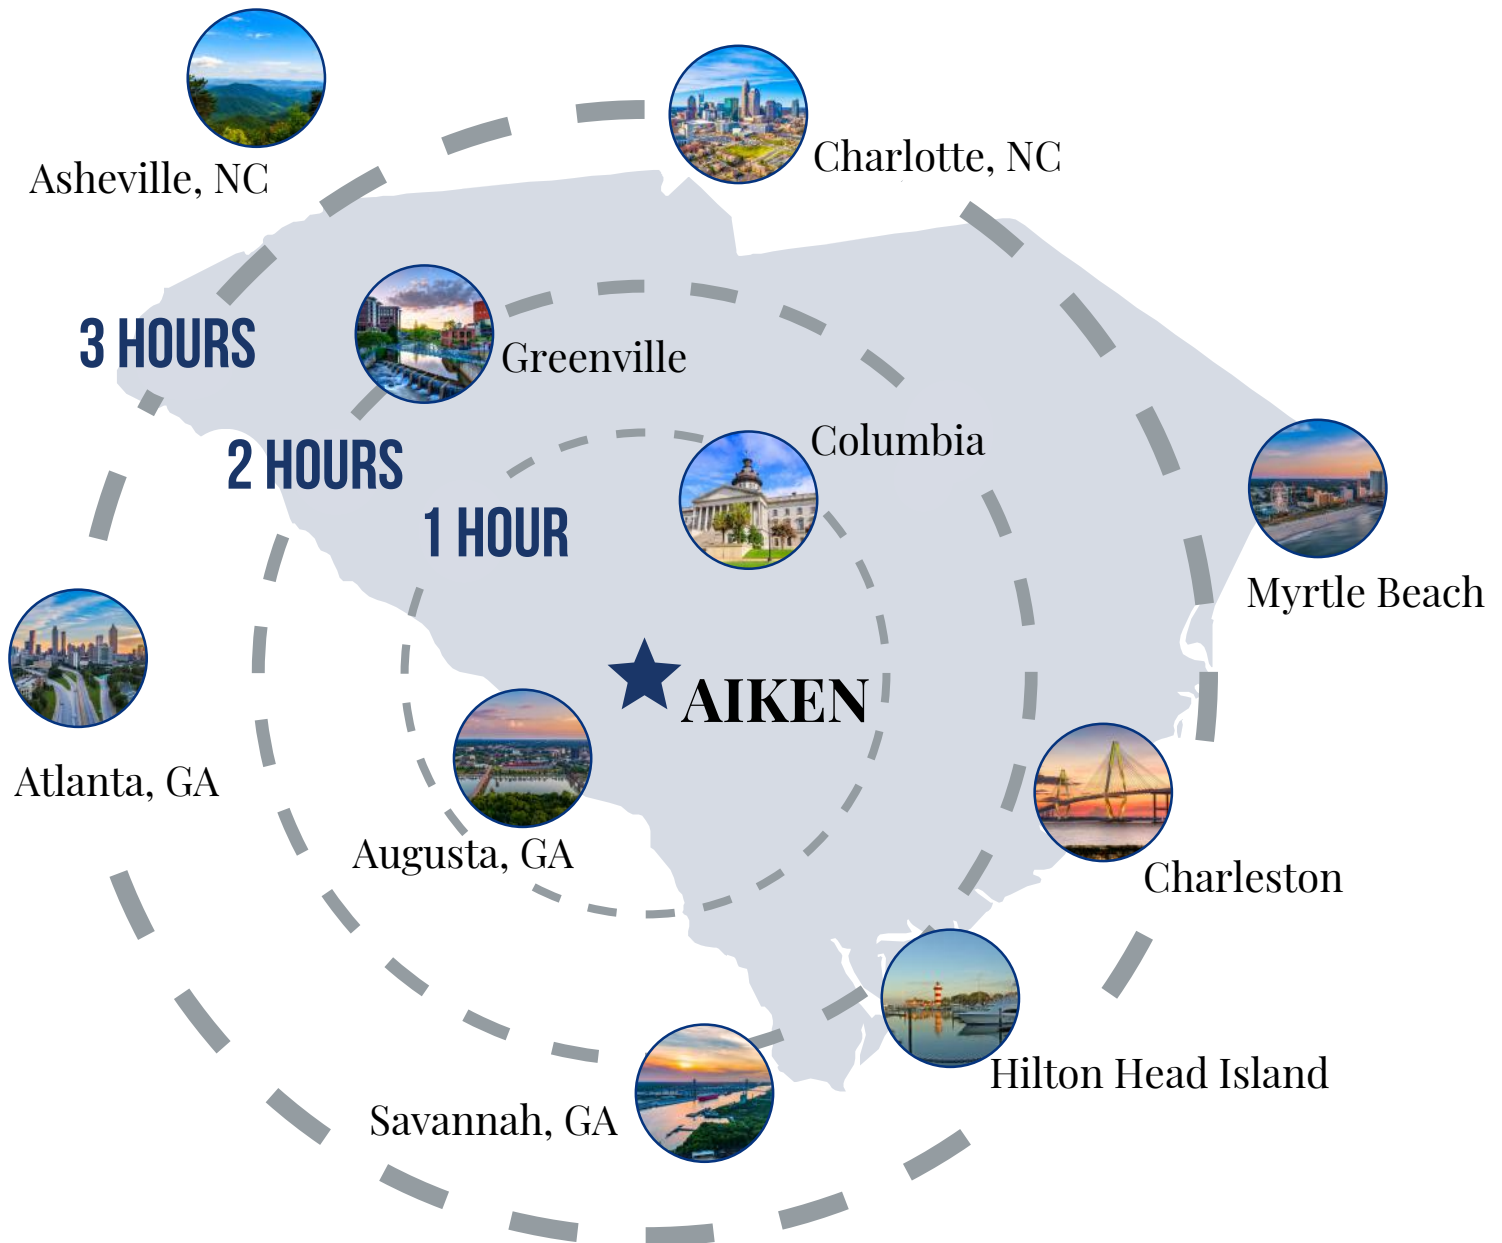 Asheville, NC
Charlotte, NC
3 HOURS
Greenville
2 HOURS
Columbia
1 HOUR
Myrtle Beach
AIKEN
Atlanta, GA
Augusta, GA
Charleston
Hilton Head Island
Savannah, GA